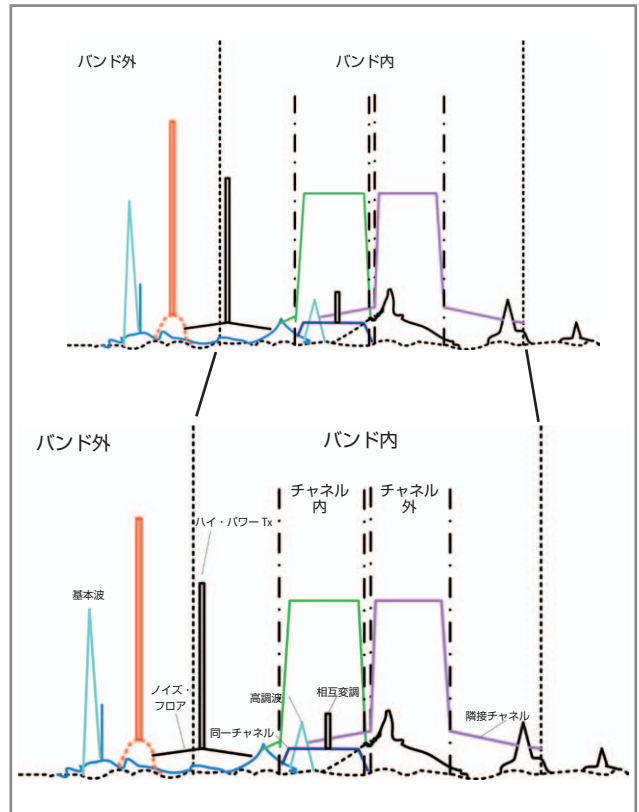 バンド外
バンド内
バンド外
バンド内
チャネル
内
チャネル
外
ハイ・パワー Tx
基本波
ノイズ・
フロア
高調波
相互変調
同一チャネル
隣接チャネル